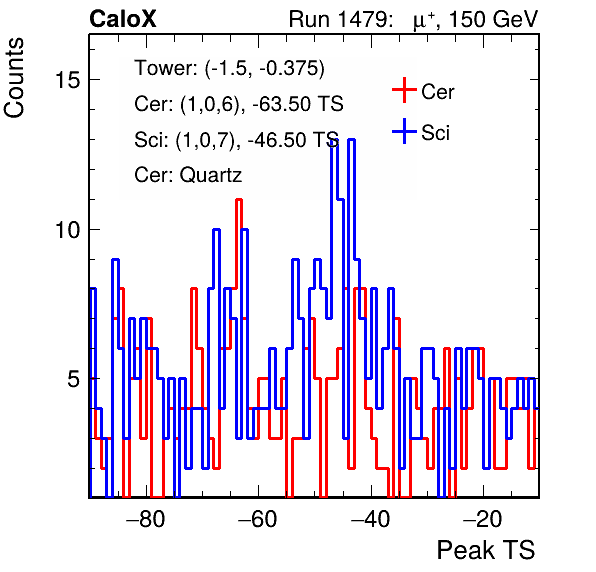 CaloX
Run 1479: μ⁺, 150 GeV
Counts
Tower: (-1.5, -0.375)
Cer: (1,0,6), -63.50 TS
Sci: (1,0,7), -46.50 TS
Cer: Quartz
Cer
Sci
15
10
5
−80
−60
−40
−20
Peak TS